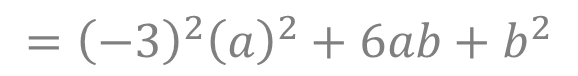 = (−3)²(a)² + 6ab + b²